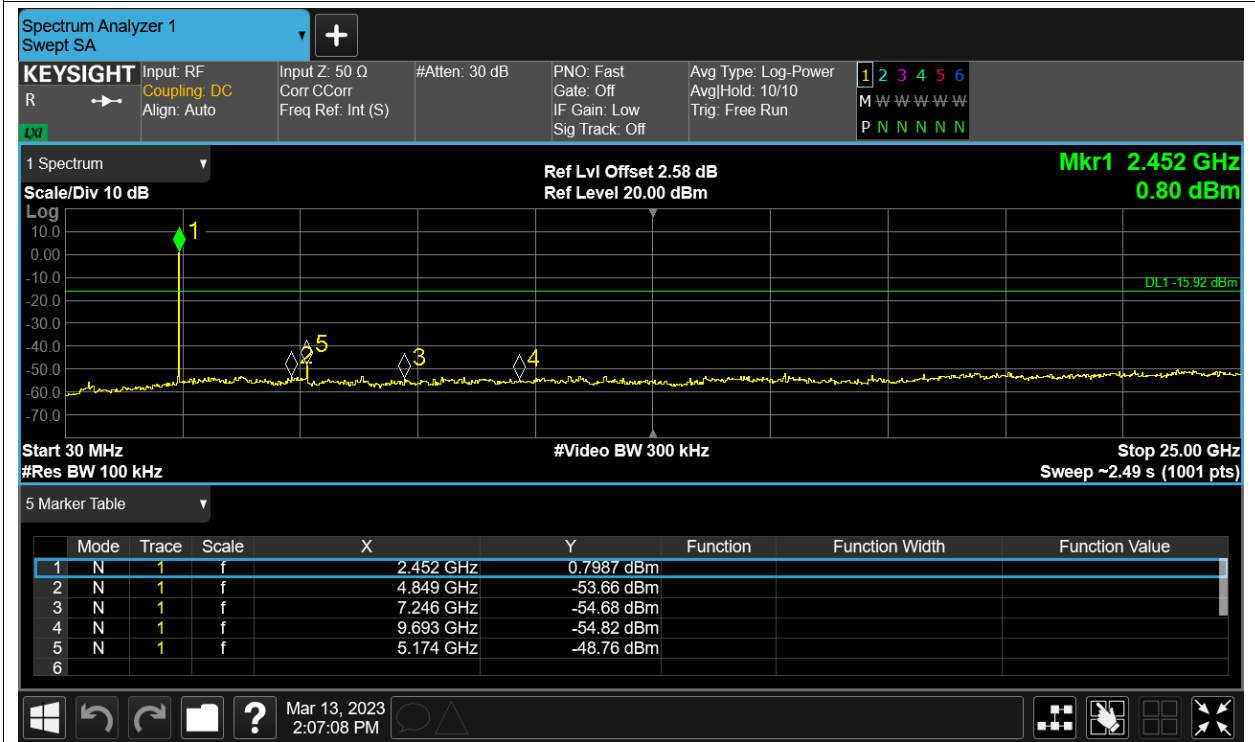 Spectrum Analyzer 1
Swept SA
+
KEYSIGHT
R
LXI
Input: RF
Coupling: DC
Align: Auto
Input Z: 50 Ω
Corr CCorr
Freq Ref: Int (S)
#Atten: 30 dB
PNO: Fast
Gate: Off
IF Gain: Low
Sig Track: Off
Avg Type: Log-Power
Avg|Hold: 10/10
Trig: Free Run
1 2 3 4 5 6
M W W W W W
P N N N N N
1 Spectrum
Scale/Div 10 dB
Ref Lvl Offset 2.58 dB
Ref Level 20.00 dBm
Mkr1 2.452 GHz
0.80 dBm
Log
10.0
0.00
-10.0
-20.0
-30.0
-40.0
-50.0
-60.0
-70.0
1
2
5
3
4
DL1 -15.92 dBm
Start 30 MHz
#Video BW 300 kHz
Stop 25.00 GHz
#Res BW 100 kHz
Sweep ~2.49 s (1001 pts)
5 Marker Table
Mode Trace Scale X Y Function Function Width Function Value
1 N 1 f 2.452 GHz 0.7987 dBm
2 N 1 f 4.849 GHz -53.66 dBm
3 N 1 f 7.246 GHz -54.68 dBm
4 N 1 f 9.693 GHz -54.82 dBm
5 N 1 f 5.174 GHz -48.76 dBm
6
?
Mar 13, 2023
2:07:08 PM